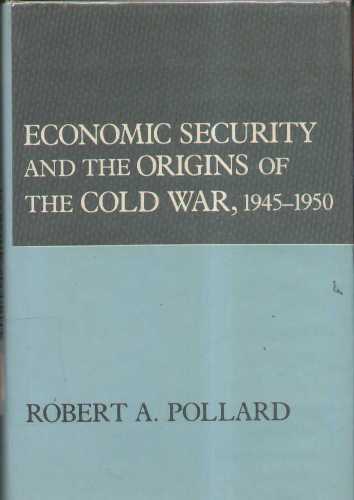 ECONOMIC SECURITY
AND THE ORIGINS OF
THE COLD WAR, 1945–1950
ROBERT A. POLLARD